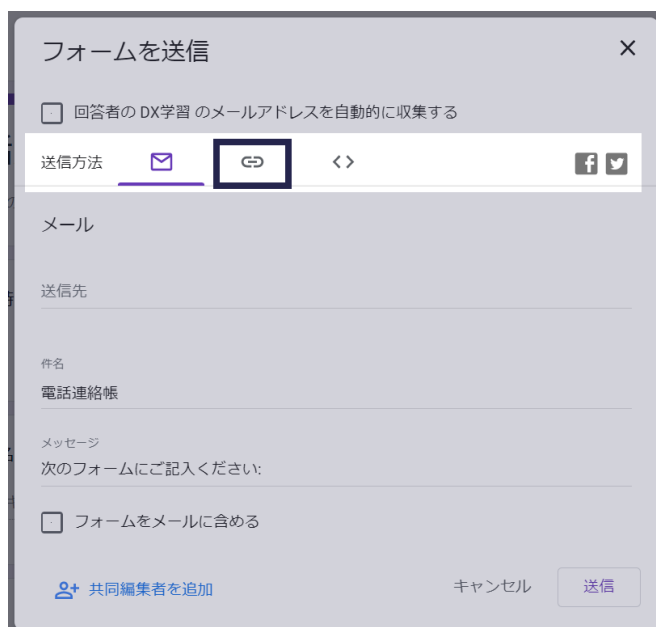 フォームを送信
回答者の DX学習 のメールアドレスを自動的に収集する
送信方法
メール
送信先
件名
電話連絡帳
メッセージ
次のフォームにご記入ください:
フォームをメールに含める
共同編集者を追加
キャンセル
送信